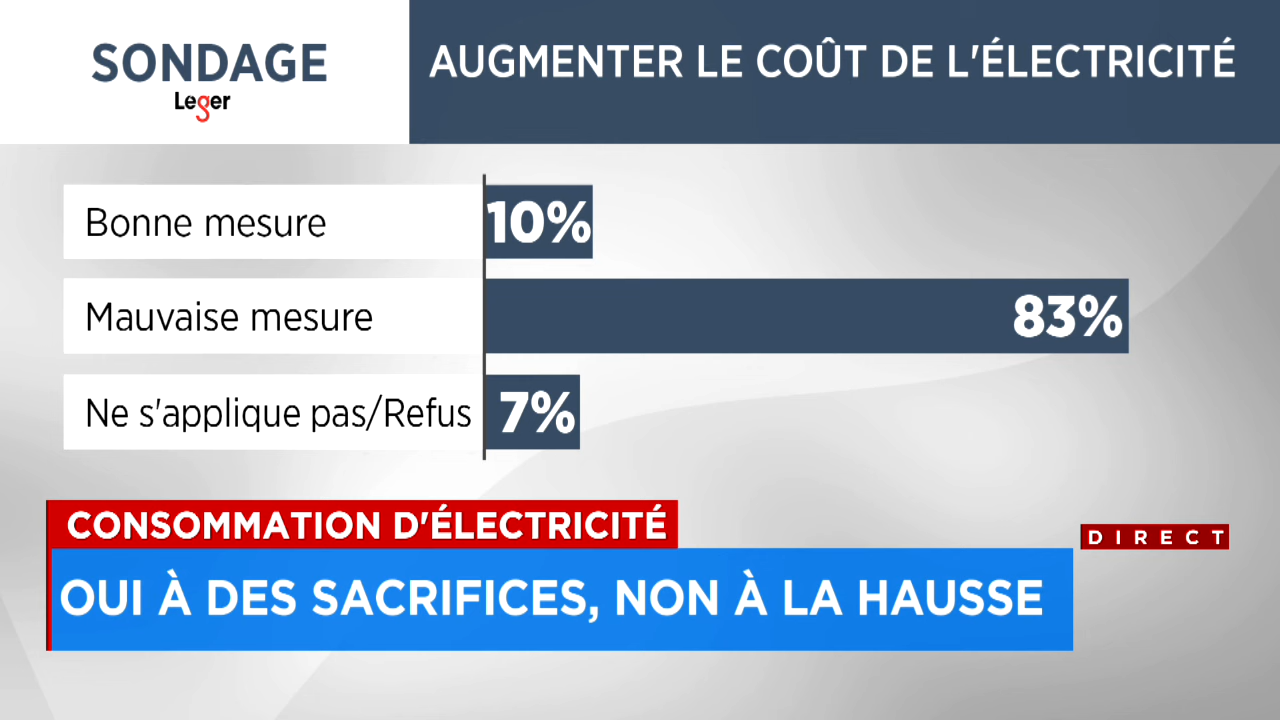 SONDAGE
Leger
AUGMENTER LE COÛT DE L'ÉLECTRICITÉ
Bonne mesure
10%
Mauvaise mesure
83%
Ne s'applique pas/Refus
7%
CONSOMMATION D'ÉLECTRICITÉ
DIRECT
OUI À DES SACRIFICES, NON À LA HAUSSE